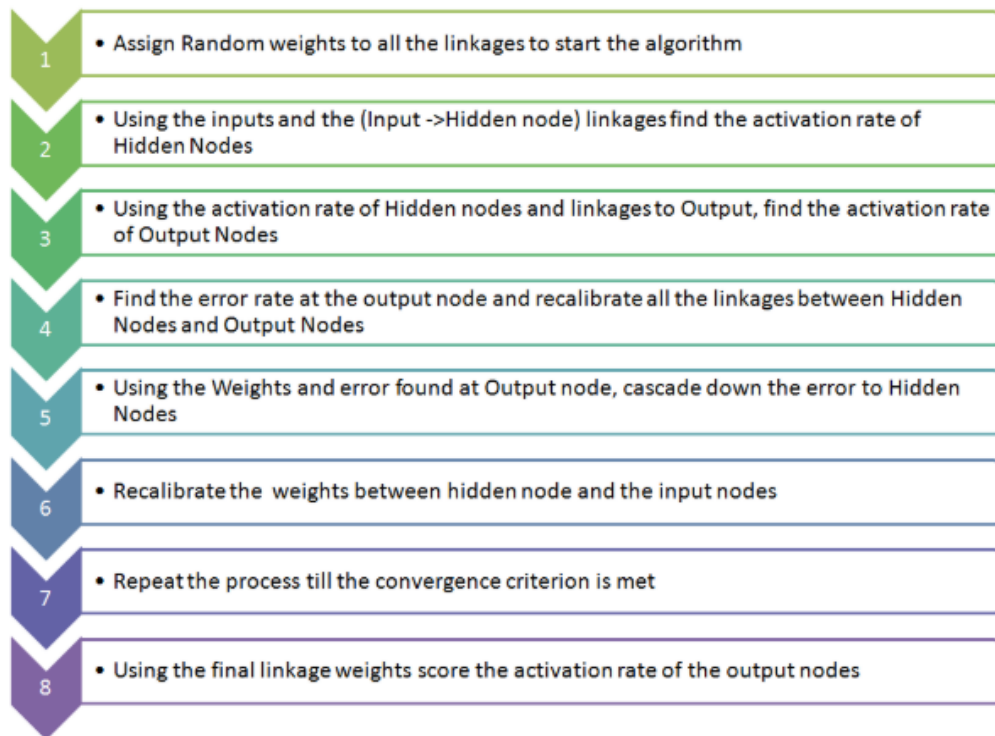 1
• Assign Random weights to all the linkages to start the algorithm
2
• Using the inputs and the (Input ->Hidden node) linkages find the activation rate of
Hidden Nodes
3
• Using the activation rate of Hidden nodes and linkages to Output, find the activation rate
of Output Nodes
4
• Find the error rate at the output node and recalibrate all the linkages between Hidden
Nodes and Output Nodes
5
• Using the Weights and error found at Output node, cascade down the error to Hidden
Nodes
6
• Recalibrate the weights between hidden node and the input nodes
7
• Repeat the process till the convergence criterion is met
8
• Using the final linkage weights score the activation rate of the output nodes